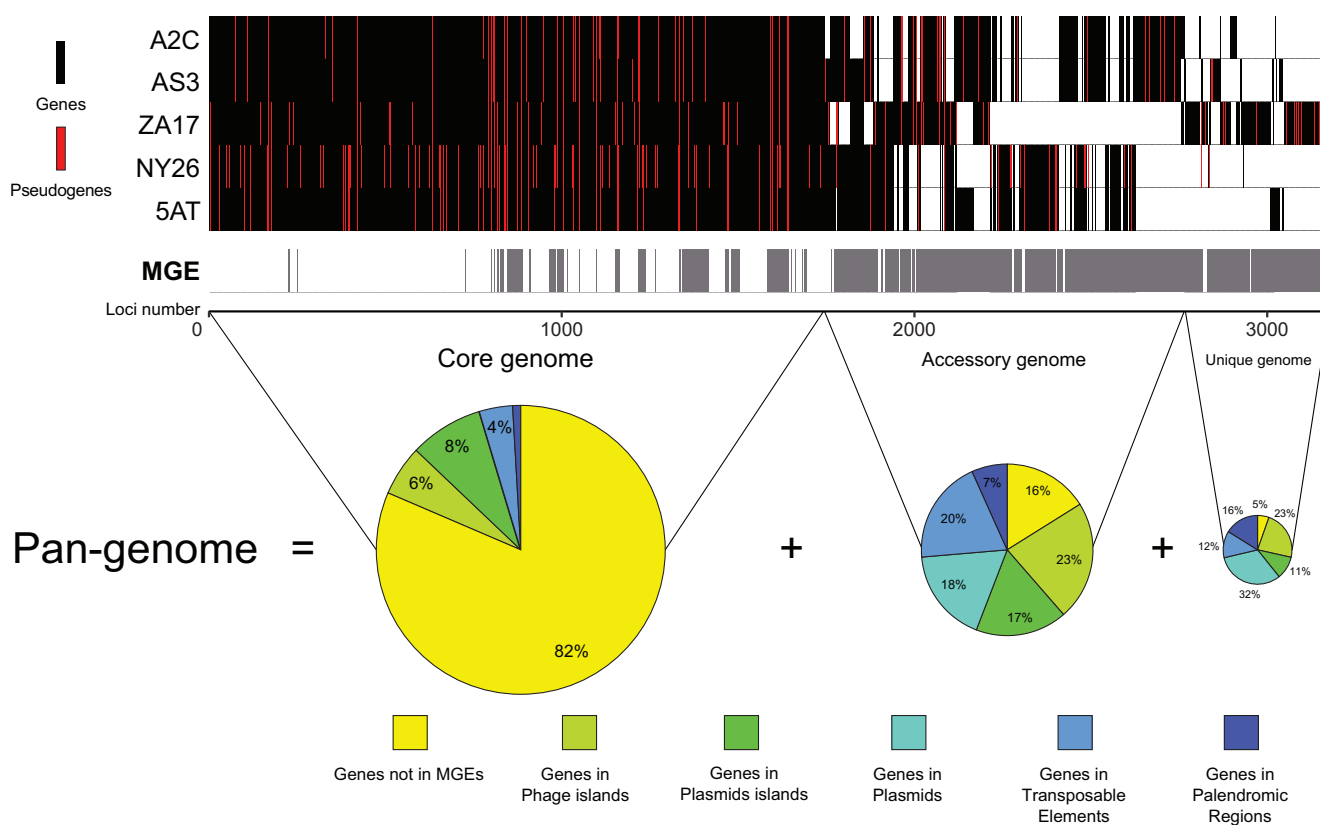 A2C
AS3
Genes
ZA17
NY26
Pseudogenes
5AT
MGE
Loci number
0
1000
2000
3000
Core genome
Accessory genome
Unique genome
4%
8%
6%
82%
7%
16%
20%
23%
18%
17%
16%
5%
23%
12%
11%
32%
Pan-genome = + +
Genes not in MGEs
Genes in
Phage islands
Genes in
Plasmids islands
Genes in
Plasmids
Genes in
Transposable
Elements
Genes in
Palendromic
Regions